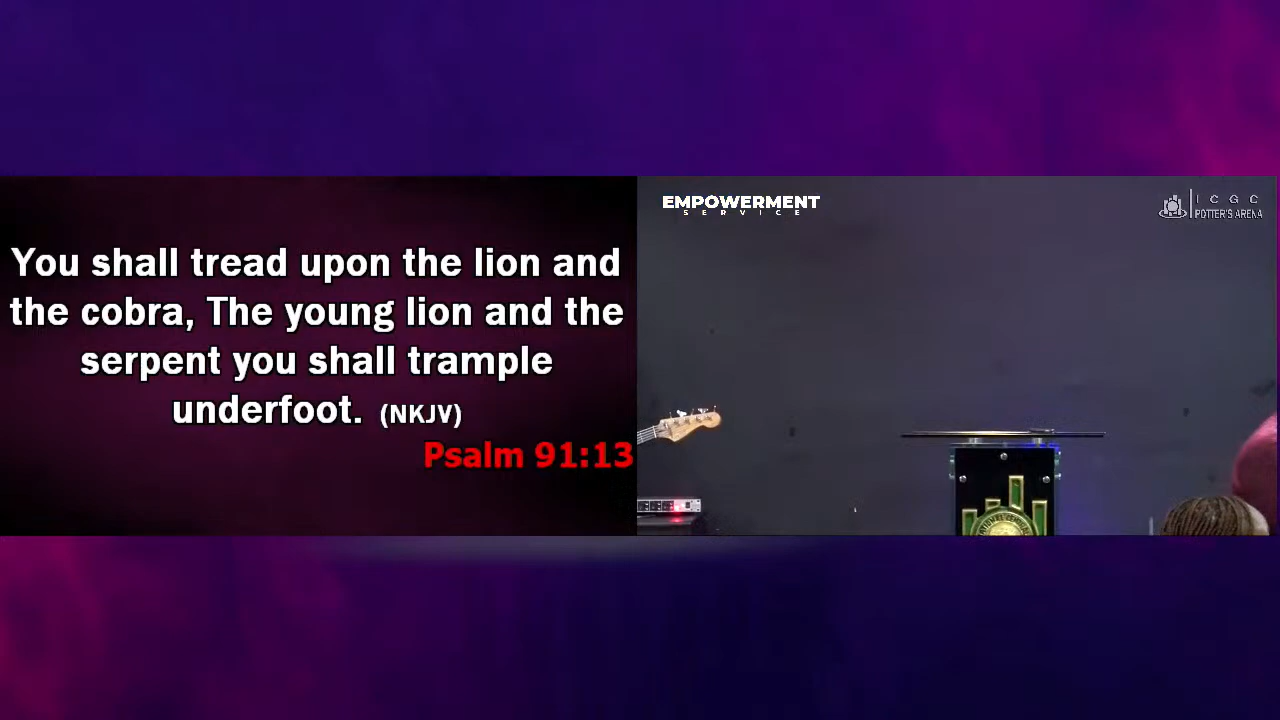 You shall tread upon the lion and
the cobra, The young lion and the
serpent you shall trample
underfoot. (NKJV)
Psalm 91:13
EMPOWERMENT
SERVICE
ICGC
POTTER'S ARENA